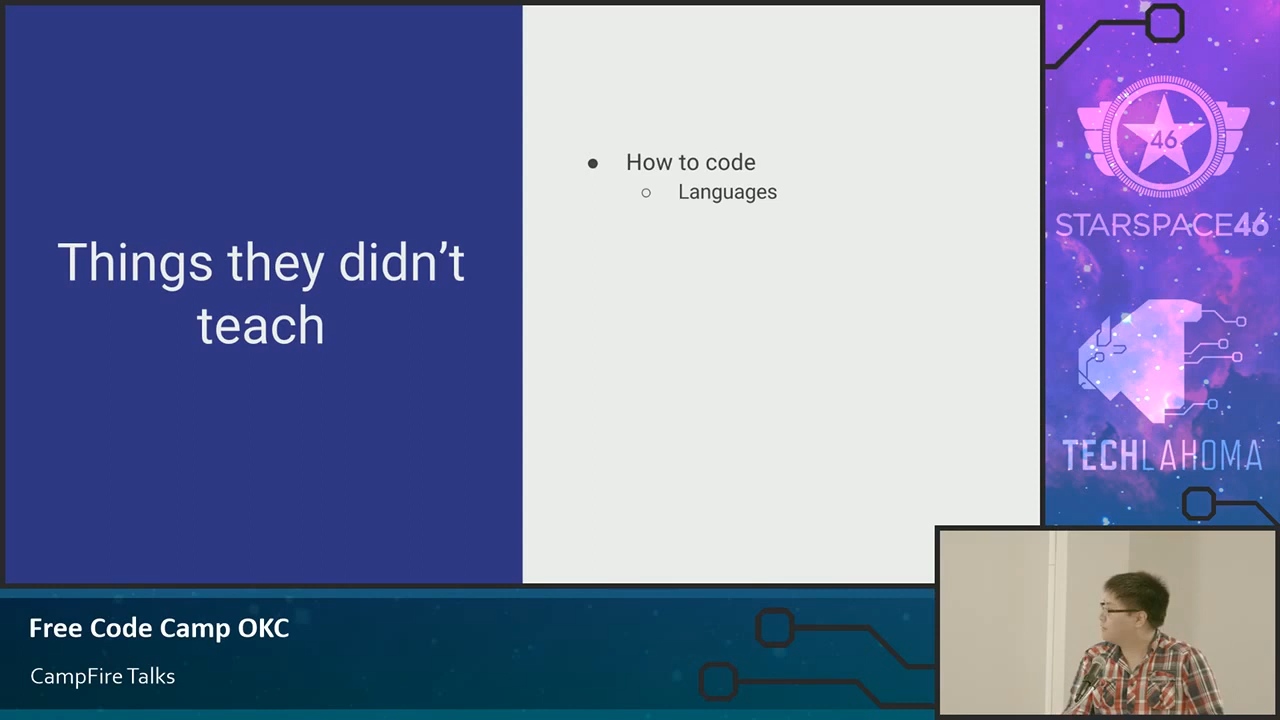 Things they didn't
teach
● How to code
○ Languages
46
STARSPACE46
TECHLAHOMA
Free Code Camp OKC
CampFire Talks